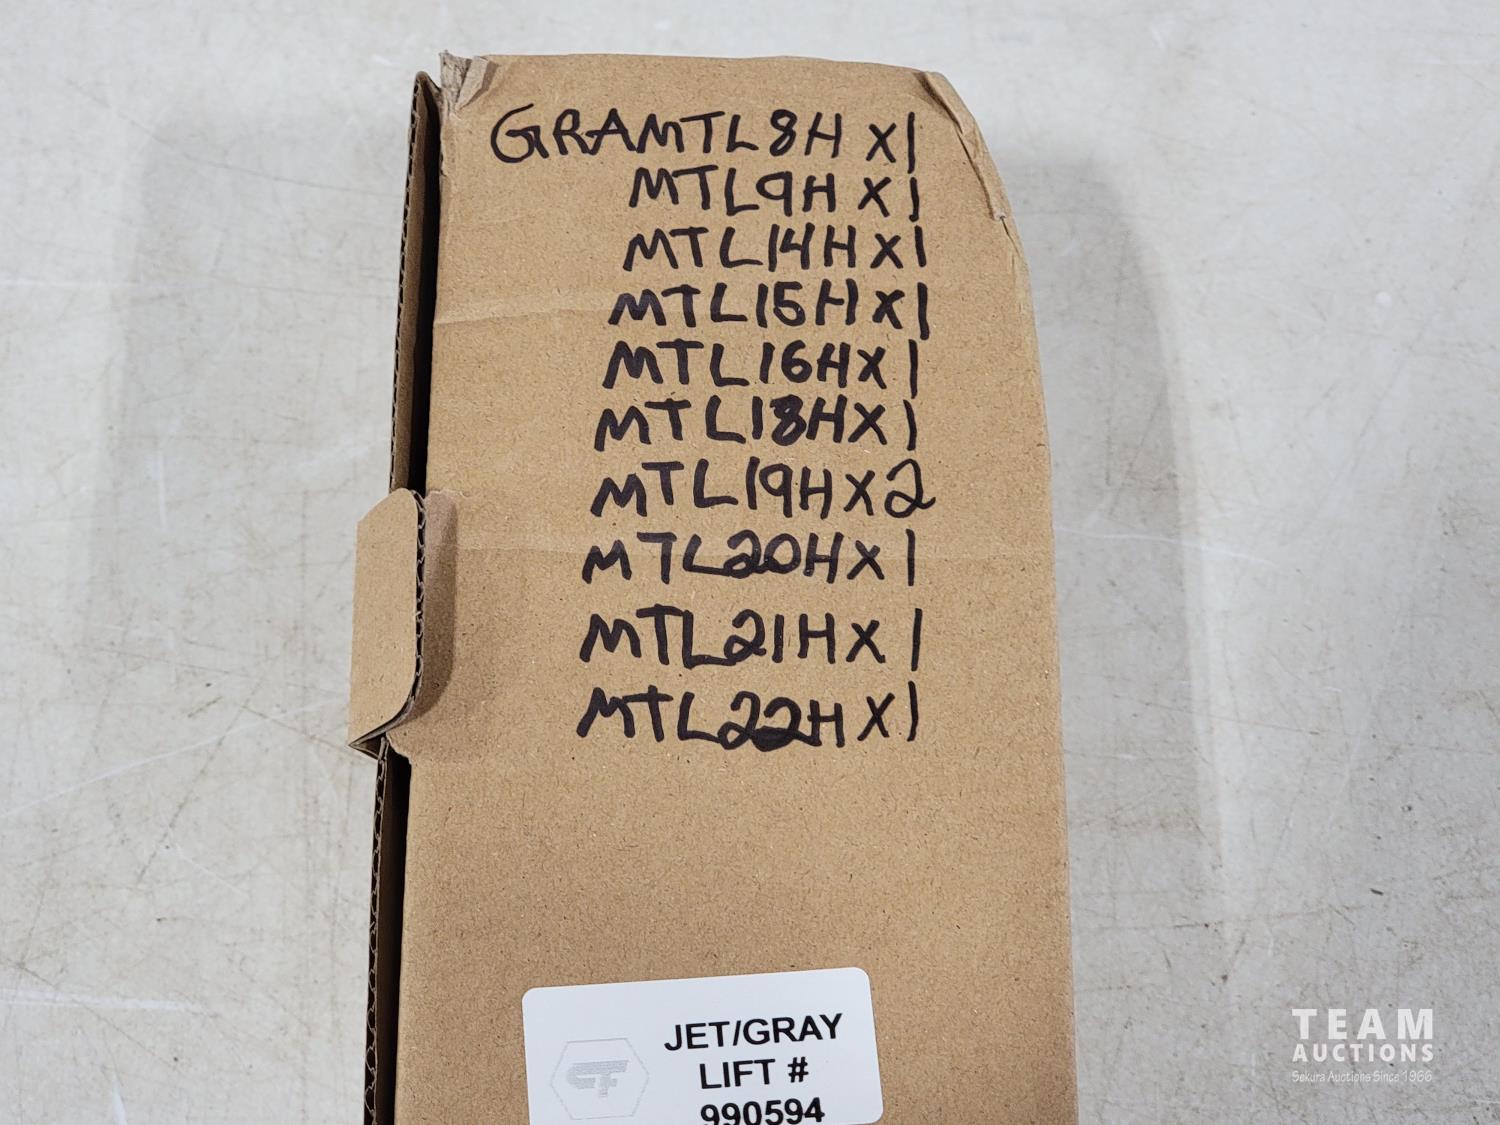 GRAMTL8H X1
MTL9H X1
MTL14H X1
MTL15H X1
MTL16H X1
MTL18H X1
MTL19H X2
MTL20H X1
MTL21H X1
MTL22H X1
JET/GRAY
LIFT #
990594
TEAM
AUCTIONS
Sekura Auctions Since 1966